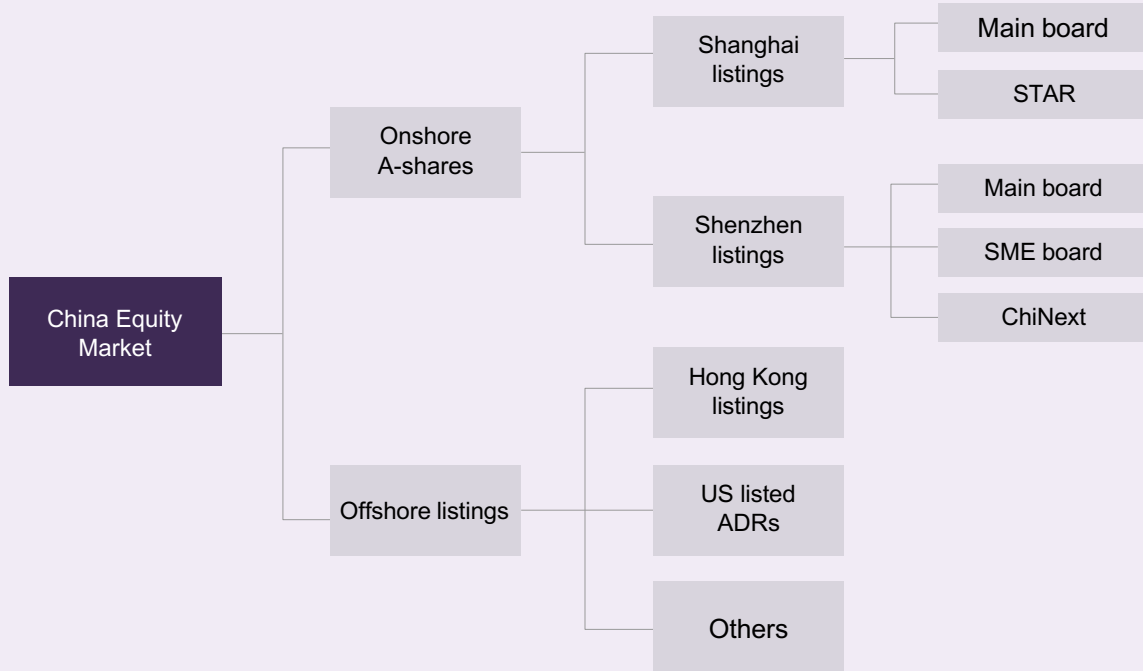 China Equity
Market
Onshore
A-shares
Shanghai
listings
Main board
STAR
Shenzhen
listings
Main board
SME board
ChiNext
Offshore listings
Hong Kong
listings
US listed
ADRs
Others